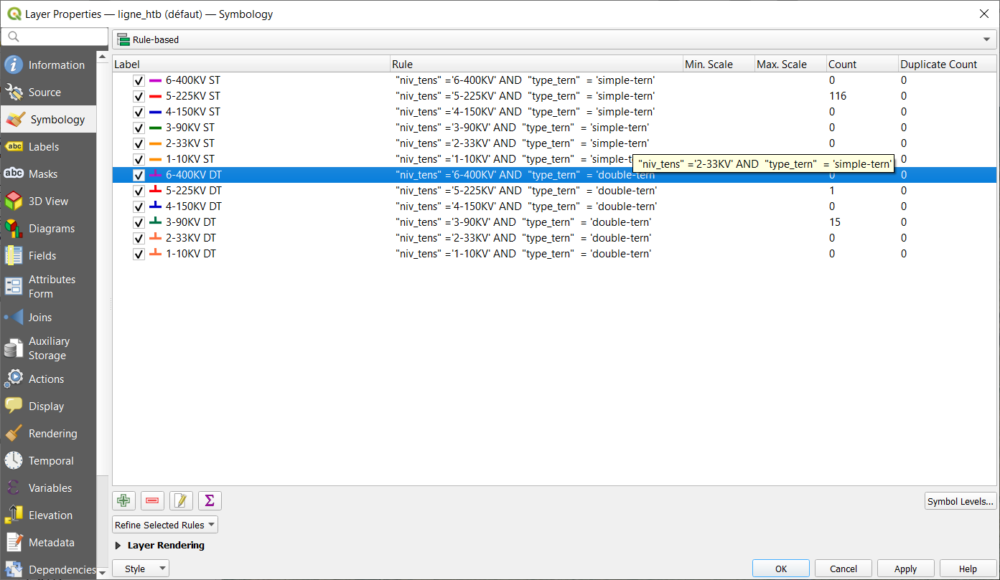 Layer Properties — ligne_htb (défaut) — Symbology
Rule-based
Information
Source
Symbology
abc Labels
abc Masks
3D View
Diagrams
Fields
Attributes
Form
Joins
Auxiliary
Storage
Actions
Display
Rendering
Temporal
Variables
Elevation
Metadata
Dependencies
Label Rule Min. Scale Max. Scale Count Duplicate Count
6-400KV ST "niv_tens" ='6-400KV' AND "type_tern" = 'simple-tern' 0 0
5-225KV ST "niv_tens" ='5-225KV' AND "type_tern" = 'simple-tern' 116 0
4-150KV ST "niv_tens" ='4-150KV' AND "type_tern" = 'simple-tern' 0 0
3-90KV ST "niv_tens" ='3-90KV' AND "type_tern" = 'simple-tern' 0 0
2-33KV ST "niv_tens" ='2-33KV' AND "type_tern" = 'simple-tern' 0 0
1-10KV ST "niv_tens" ='1-10KV' AND "type_tern" = 'simple-t 0
"niv_tens" ='2-33KV' AND "type_tern" = 'simple-tern'
6-400KV DT "niv_tens" ='6-400KV' AND "type_tern" = 'double-tern' 0 0
5-225KV DT "niv_tens" ='5-225KV' AND "type_tern" = 'double-tern' 1 0
4-150KV DT "niv_tens" ='4-150KV' AND "type_tern" = 'double-tern' 0 0
3-90KV DT "niv_tens" ='3-90KV' AND "type_tern" = 'double-tern' 15 0
2-33KV DT "niv_tens" ='2-33KV' AND "type_tern" = 'double-tern' 0 0
1-10KV DT "niv_tens" ='1-10KV' AND "type_tern" = 'double-tern' 0 0
Symbol Levels...
Refine Selected Rules
Layer Rendering
Style OK Cancel Apply Help